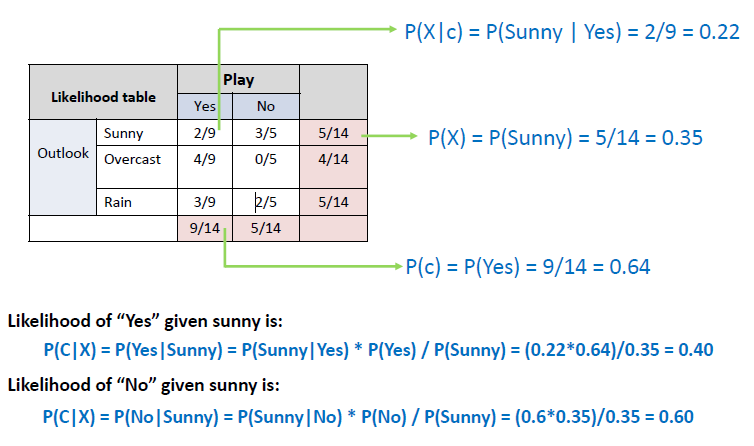 P(X|c) = P(Sunny | Yes) = 2/9 = 0.22
Likelihood table Play
Yes No
Outlook Sunny 2/9 3/5 5/14
P(X) = P(Sunny) = 5/14 = 0.35
Overcast 4/9 0/5 4/14
Rain 3/9 2/5 5/14
9/14 5/14
P(c) = P(Yes) = 9/14 = 0.64
Likelihood of “Yes” given sunny is:
P(C|X) = P(Yes|Sunny) = P(Sunny|Yes) * P(Yes) / P(Sunny) = (0.22*0.64)/0.35 = 0.40
Likelihood of “No” given sunny is:
P(C|X) = P(No|Sunny) = P(Sunny|No) * P(No) / P(Sunny) = (0.6*0.35)/0.35 = 0.60